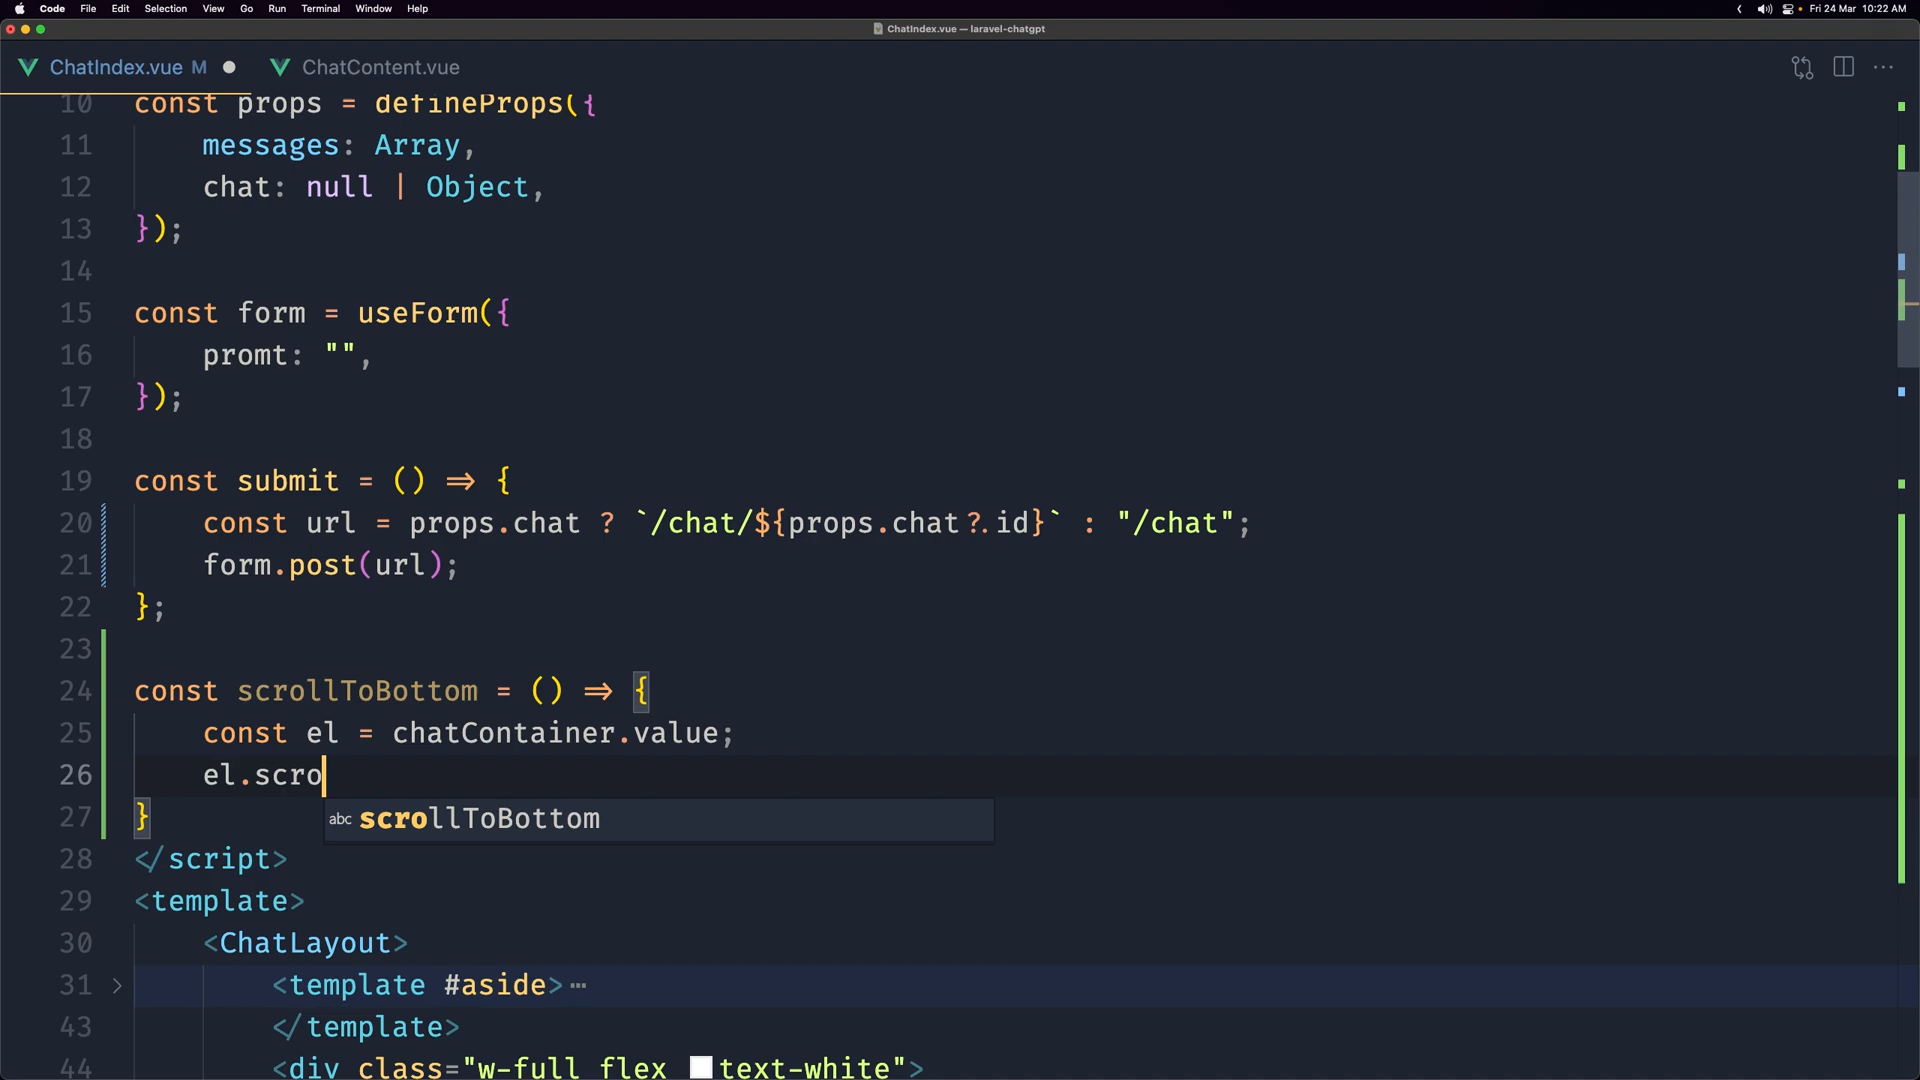 Code File Edit Selection View Go Run Terminal Window Help Fri 24 Mar 10:22 AM
ChatIndex.vue — laravel-chatgpt
ChatIndex.vue M ChatContent.vue
10 const props = defineProps({
11 messages: Array,
12 chat: null | Object,
13 });
14
15 const form = useForm({
16 promt: "",
17 });
18
19 const submit = () => {
20 const url = props.chat ? `/chat/${props.chat?.id}` : "/chat";
21 form.post(url);
22 };
23
24 const scrollToBottom = () => {
25 const el = chatContainer.value;
26 el.scro
27 }
abc scrollToBottom
28 </script>
29 <template>
30 <ChatLayout>
31 <template #aside>…
43 </template>
44 <div class="w-full flex text-white">